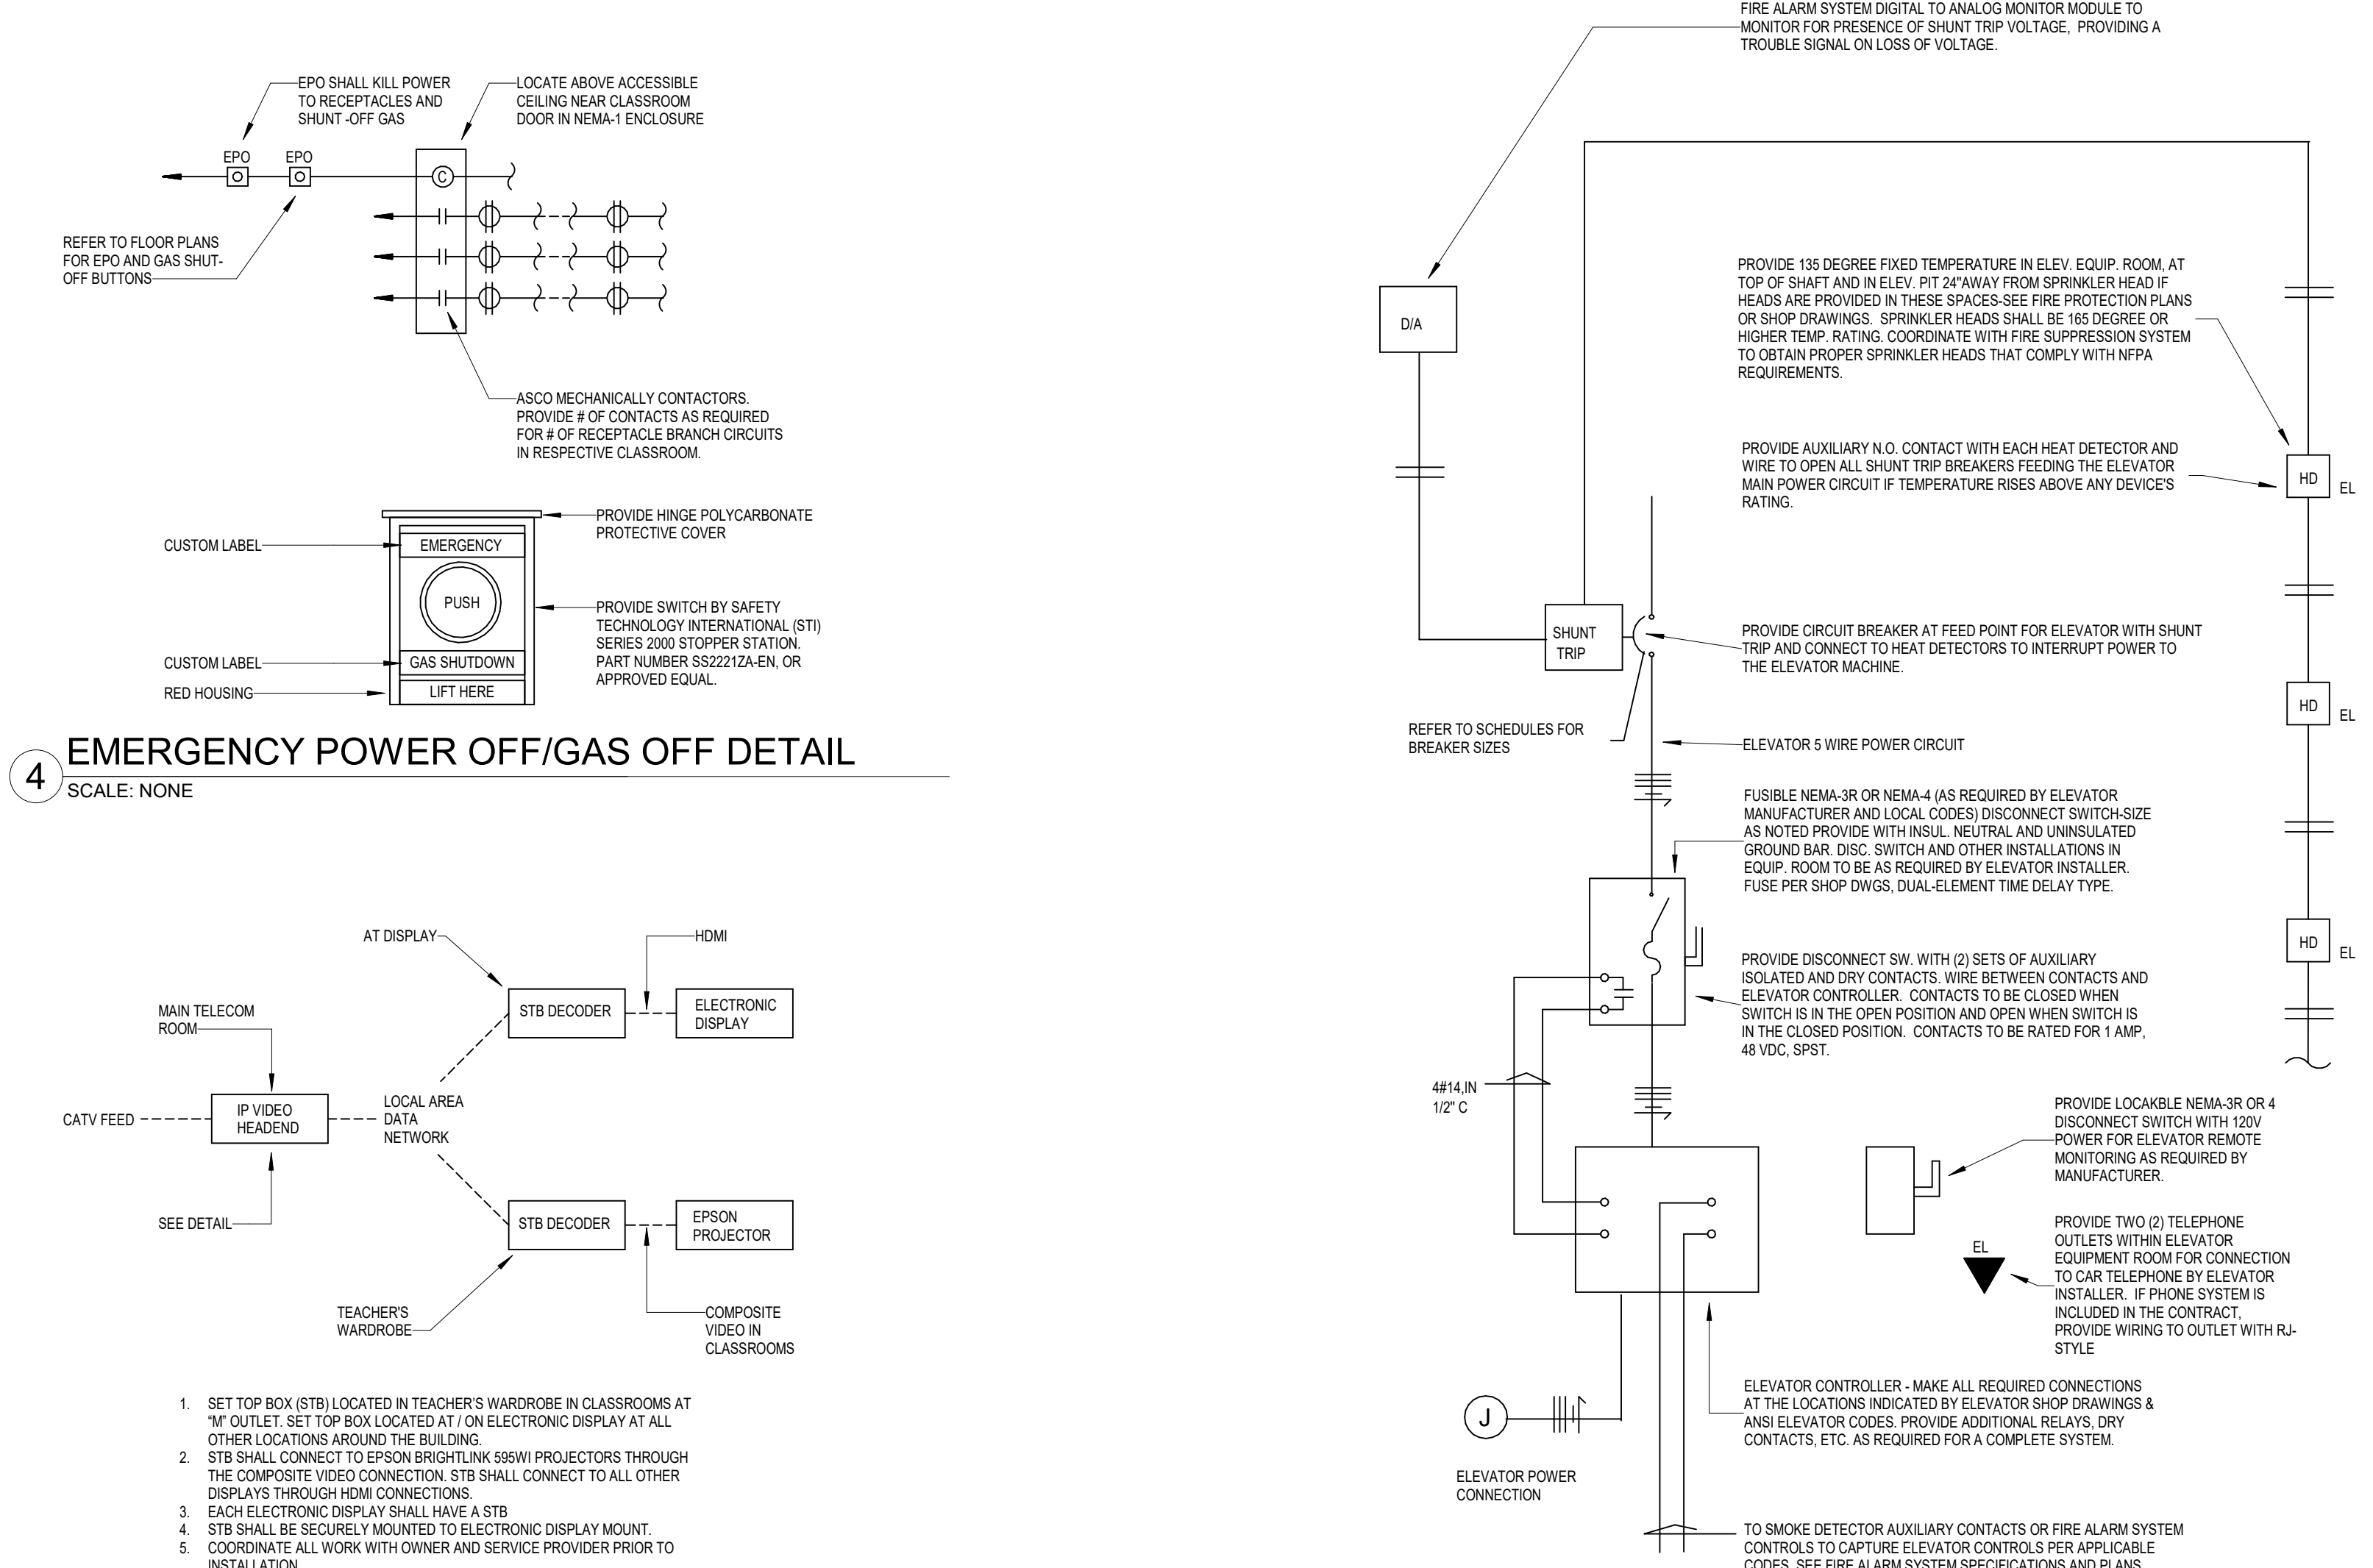 EPO SHALL KILL POWER
TO RECEPTACLES AND
SHUNT -OFF GAS
LOCATE ABOVE ACCESSIBLE
CEILING NEAR CLASSROOM
DOOR IN NEMA-1 ENCLOSURE
EPO
EPO
C
REFER TO FLOOR PLANS
FOR EPO AND GAS SHUT-
OFF BUTTONS
ASCO MECHANICALLY CONTACTORS.
PROVIDE # OF CONTACTS AS REQUIRED
FOR # OF RECEPTACLE BRANCH CIRCUITS
IN RESPECTIVE CLASSROOM.
PROVIDE HINGE POLYCARBONATE
PROTECTIVE COVER
CUSTOM LABEL
EMERGENCY
PUSH
PROVIDE SWITCH BY SAFETY
TECHNOLOGY INTERNATIONAL (STI)
SERIES 2000 STOPPER STATION.
PART NUMBER SS2221ZA-EN, OR
APPROVED EQUAL.
CUSTOM LABEL
GAS SHUTDOWN
RED HOUSING
LIFT HERE
4
EMERGENCY POWER OFF/GAS OFF DETAIL
SCALE: NONE
AT DISPLAY
HDMI
STB DECODER
ELECTRONIC
DISPLAY
MAIN TELECOM
ROOM
CATV FEED
IP VIDEO
HEADEND
LOCAL AREA
DATA
NETWORK
SEE DETAIL
STB DECODER
EPSON
PROJECTOR
TEACHER'S
WARDROBE
COMPOSITE
VIDEO IN
CLASSROOMS
1. SET TOP BOX (STB) LOCATED IN TEACHER'S WARDROBE IN CLASSROOMS AT
“M” OUTLET. SET TOP BOX LOCATED AT / ON ELECTRONIC DISPLAY AT ALL
OTHER LOCATIONS AROUND THE BUILDING.
2. STB SHALL CONNECT TO EPSON BRIGHTLINK 595WI PROJECTORS THROUGH
THE COMPOSITE VIDEO CONNECTION. STB SHALL CONNECT TO ALL OTHER
DISPLAYS THROUGH HDMI CONNECTIONS.
3. EACH ELECTRONIC DISPLAY SHALL HAVE A STB
4. STB SHALL BE SECURELY MOUNTED TO ELECTRONIC DISPLAY MOUNT.
5. COORDINATE ALL WORK WITH OWNER AND SERVICE PROVIDER PRIOR TO
INSTALLATION
FIRE ALARM SYSTEM DIGITAL TO ANALOG MONITOR MODULE TO
MONITOR FOR PRESENCE OF SHUNT TRIP VOLTAGE, PROVIDING A
TROUBLE SIGNAL ON LOSS OF VOLTAGE.
D/A
PROVIDE 135 DEGREE FIXED TEMPERATURE IN ELEV. EQUIP. ROOM, AT
TOP OF SHAFT AND IN ELEV. PIT 24"AWAY FROM SPRINKLER HEAD IF
HEADS ARE PROVIDED IN THESE SPACES-SEE FIRE PROTECTION PLANS
OR SHOP DRAWINGS. SPRINKLER HEADS SHALL BE 165 DEGREE OR
HIGHER TEMP. RATING. COORDINATE WITH FIRE SUPPRESSION SYSTEM
TO OBTAIN PROPER SPRINKLER HEADS THAT COMPLY WITH NFPA
REQUIREMENTS.
PROVIDE AUXILIARY N.O. CONTACT WITH EACH HEAT DETECTOR AND
WIRE TO OPEN ALL SHUNT TRIP BREAKERS FEEDING THE ELEVATOR
MAIN POWER CIRCUIT IF TEMPERATURE RISES ABOVE ANY DEVICE'S
RATING.
HD
EL
SHUNT
TRIP
PROVIDE CIRCUIT BREAKER AT FEED POINT FOR ELEVATOR WITH SHUNT
TRIP AND CONNECT TO HEAT DETECTORS TO INTERRUPT POWER TO
THE ELEVATOR MACHINE.
HD
EL
REFER TO SCHEDULES FOR
BREAKER SIZES
ELEVATOR 5 WIRE POWER CIRCUIT
FUSIBLE NEMA-3R OR NEMA-4 (AS REQUIRED BY ELEVATOR
MANUFACTURER AND LOCAL CODES) DISCONNECT SWITCH-SIZE
AS NOTED PROVIDE WITH INSUL. NEUTRAL AND UNINSULATED
GROUND BAR. DISC. SWITCH AND OTHER INSTALLATIONS IN
EQUIP. ROOM TO BE AS REQUIRED BY ELEVATOR INSTALLER.
FUSE PER SHOP DWGS, DUAL-ELEMENT TIME DELAY TYPE.
HD
EL
PROVIDE DISCONNECT SW. WITH (2) SETS OF AUXILIARY
ISOLATED AND DRY CONTACTS. WIRE BETWEEN CONTACTS AND
ELEVATOR CONTROLLER. CONTACTS TO BE CLOSED WHEN
SWITCH IS IN THE OPEN POSITION AND OPEN WHEN SWITCH IS
IN THE CLOSED POSITION. CONTACTS TO BE RATED FOR 1 AMP,
48 VDC, SPST.
4#14,IN
1/2" C
PROVIDE LOCAKBLE NEMA-3R OR 4
DISCONNECT SWITCH WITH 120V
POWER FOR ELEVATOR REMOTE
MONITORING AS REQUIRED BY
MANUFACTURER.
EL
PROVIDE TWO (2) TELEPHONE
OUTLETS WITHIN ELEVATOR
EQUIPMENT ROOM FOR CONNECTION
TO CAR TELEPHONE BY ELEVATOR
INSTALLER. IF PHONE SYSTEM IS
INCLUDED IN THE CONTRACT,
PROVIDE WIRING TO OUTLET WITH RJ-
STYLE
J
ELEVATOR POWER
CONNECTION
ELEVATOR CONTROLLER - MAKE ALL REQUIRED CONNECTIONS
AT THE LOCATIONS INDICATED BY ELEVATOR SHOP DRAWINGS &
ANSI ELEVATOR CODES. PROVIDE ADDITIONAL RELAYS, DRY
CONTACTS, ETC. AS REQUIRED FOR A COMPLETE SYSTEM.
TO SMOKE DETECTOR AUXILIARY CONTACTS OR FIRE ALARM SYSTEM
CONTROLS TO CAPTURE ELEVATOR CONTROLS PER APPLICABLE
CODES. SEE FIRE ALARM SYSTEM SPECIFICATIONS AND PLANS